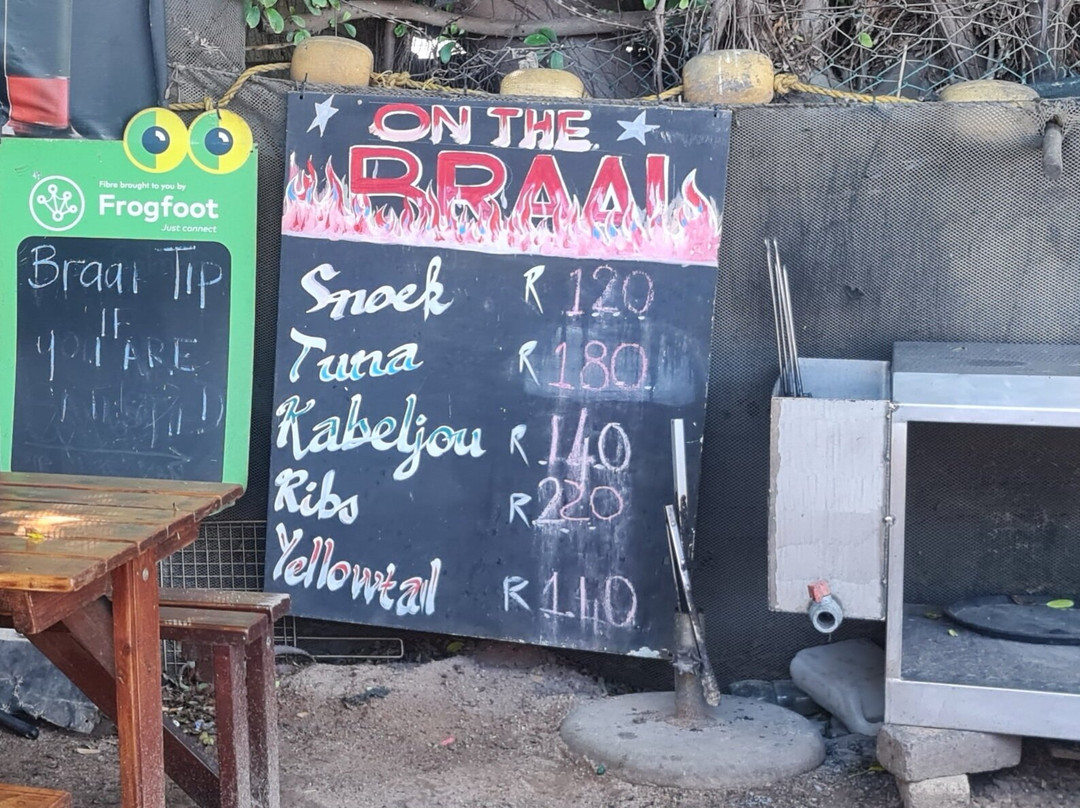 Fibre brought to you by
Frogfoot
Just connect
Braai Tip
IF
YOU ARE
ON THE
BRAAI
Snoek R 120
Tuna R 180
Kabeljou R 140
Ribs R 220
Yellowtail R 140